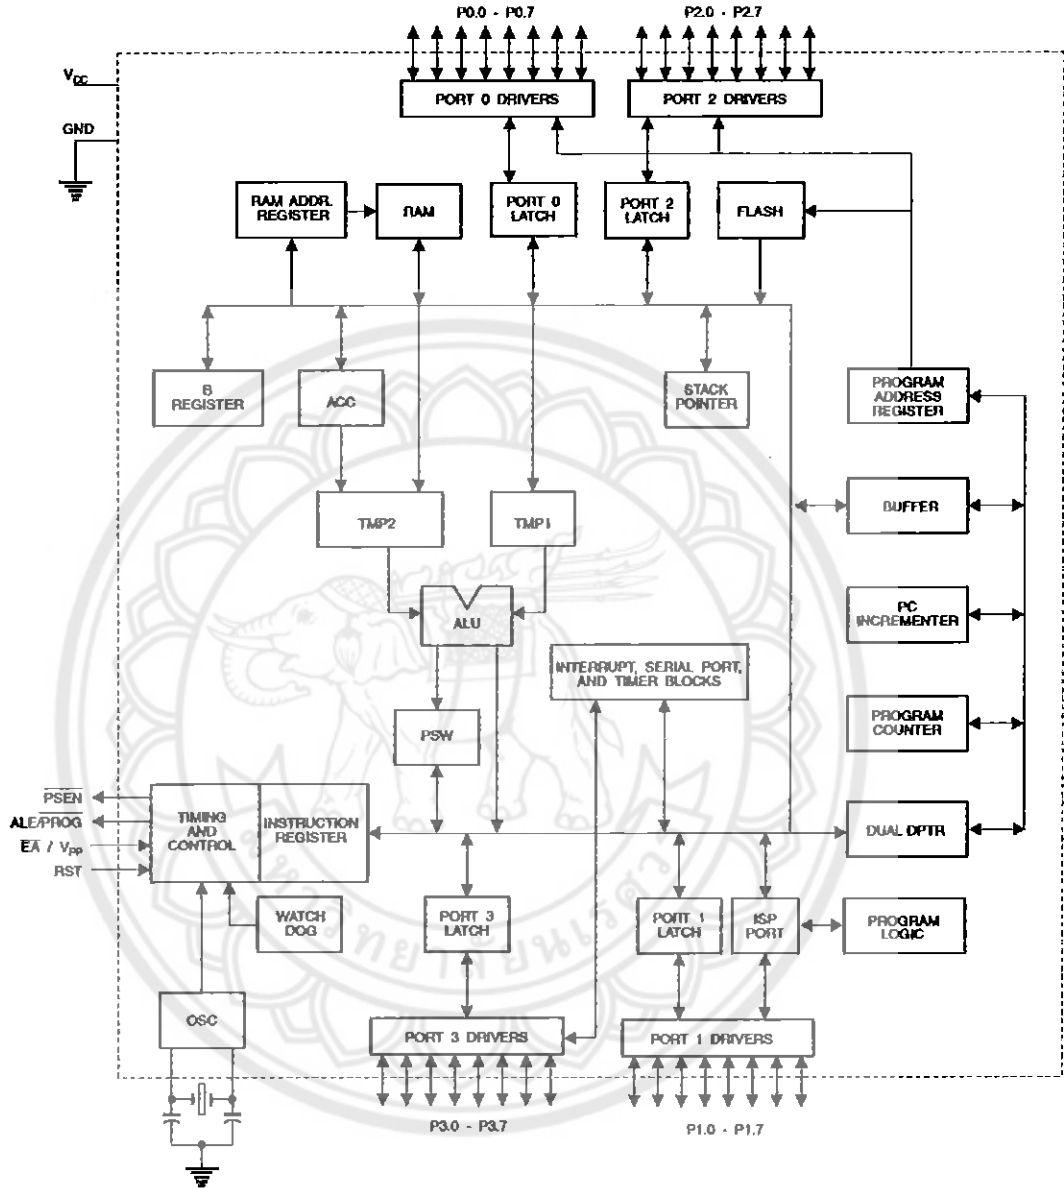 P0.0 - P0.7
P2.0 - P2.7
V_CC
PORT 0 DRIVERS
PORT 2 DRIVERS
GND
RAM ADDR.
REGISTER
RAM
PORT 0
LATCH
PORT 2
LATCH
FLASH
B
REGISTER
ACC
STACK
POINTER
PROGRAM
ADDRESS
REGISTER
BUFFER
TMP2
TMP1
PC
INCREMENTER
ALU
INTERRUPT, SERIAL PORT,
AND TIMER BLOCKS
PROGRAM
COUNTER
PSW
PSEN
ALE/PROG
EA / V_PP
RST
TIMING
AND
CONTROL
INSTRUCTION
REGISTER
DUAL DPTR
WATCH
DOG
PORT 3
LATCH
PORT 1
LATCH
ISP
PORT
PROGRAM
LOGIC
OSC
PORT 3 DRIVERS
PORT 1 DRIVERS
P3.0 - P3.7
P1.0 - P1.7